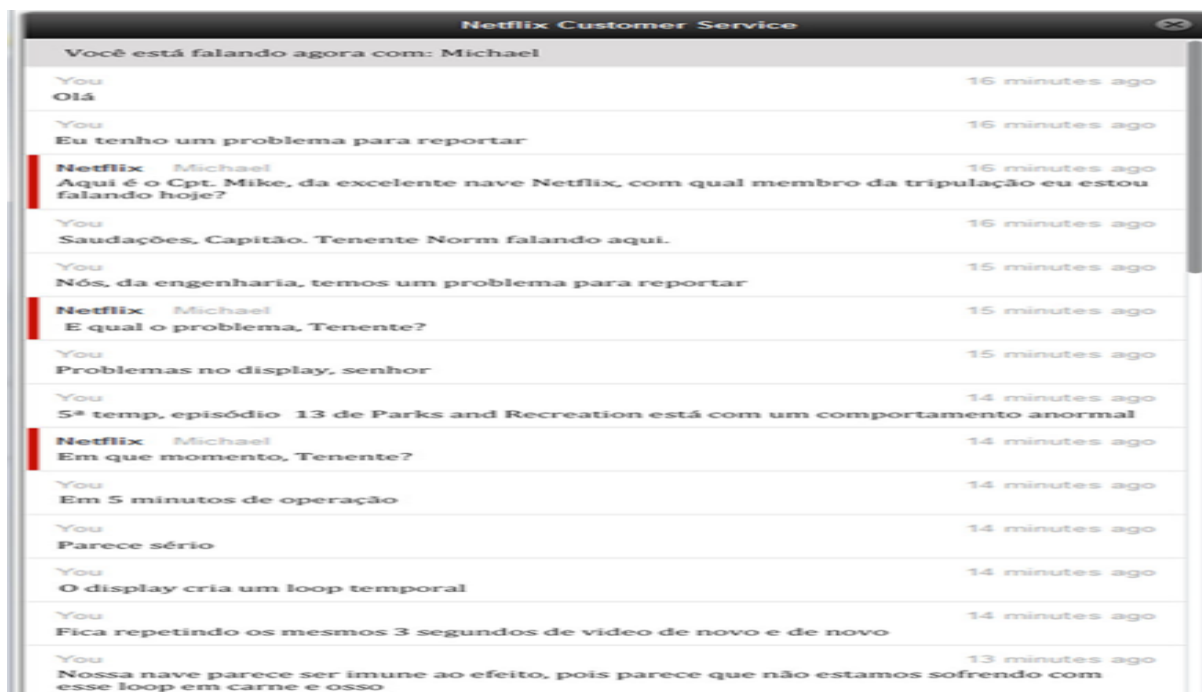 Netflix Customer Service
Você está falando agora com: Michael
You 16 minutes ago
Olá
You 16 minutes ago
Eu tenho um problema para reportar
Netflix Michael 16 minutes ago
Aqui é o Cpt. Mike, da excelente nave Netflix, com qual membro da tripulação eu estou
falando hoje?
You 16 minutes ago
Saudações, Capitão. Tenente Norm falando aqui.
You 15 minutes ago
Nós, da engenharia, temos um problema para reportar
Netflix Michael 15 minutes ago
E qual o problema, Tenente?
You 15 minutes ago
Problemas no display, senhor
You 14 minutes ago
5ª temp, episódio 13 de Parks and Recreation está com um comportamento anormal
Netflix Michael 14 minutes ago
Em que momento, Tenente?
You 14 minutes ago
Em 5 minutos de operação
You 14 minutes ago
Parece sério
You 14 minutes ago
O display cria um loop temporal
You 14 minutes ago
Fica repetindo os mesmos 3 segundos de video de novo e de novo
You 13 minutes ago
Nossa nave parece ser imune ao efeito, pois parece que não estamos sofrendo com
esse loop em carne e osso